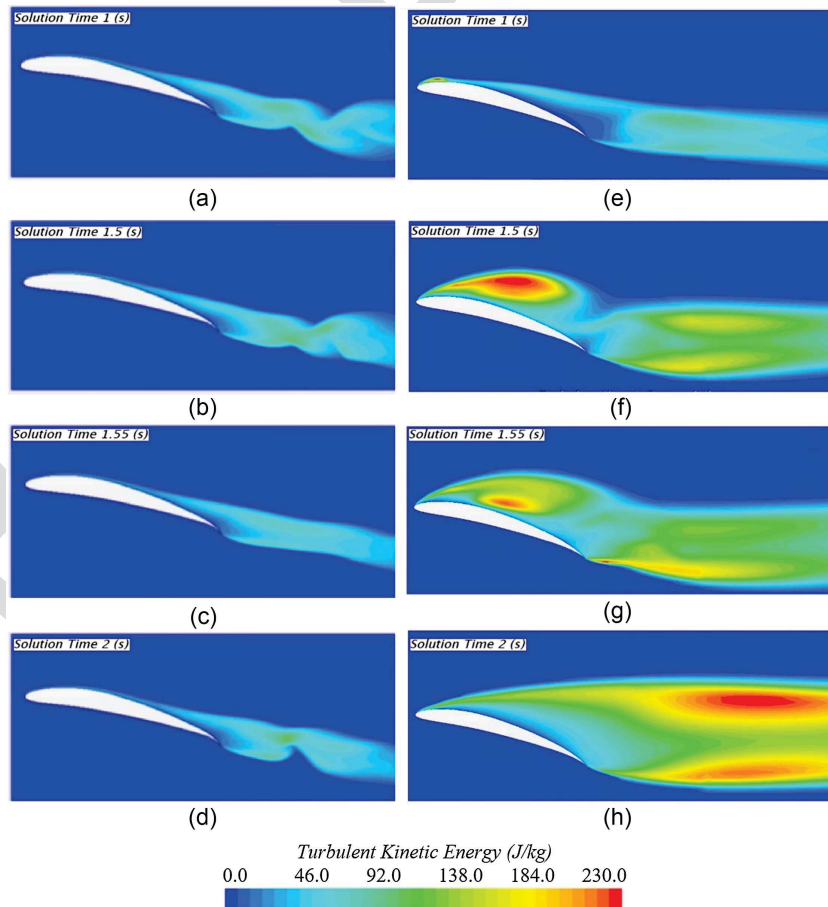 Solution Time 1 (s)
Solution Time 1 (s)
(a)
(e)
Solution Time 1.5 (s)
Solution Time 1.5 (s)
(b)
(f)
Solution Time 1.55 (s)
Solution Time 1.55 (s)
(c)
(g)
Solution Time 2 (s)
Solution Time 2 (s)
(d)
(h)
Turbulent Kinetic Energy (J/kg)
0.0 46.0 92.0 138.0 184.0 230.0